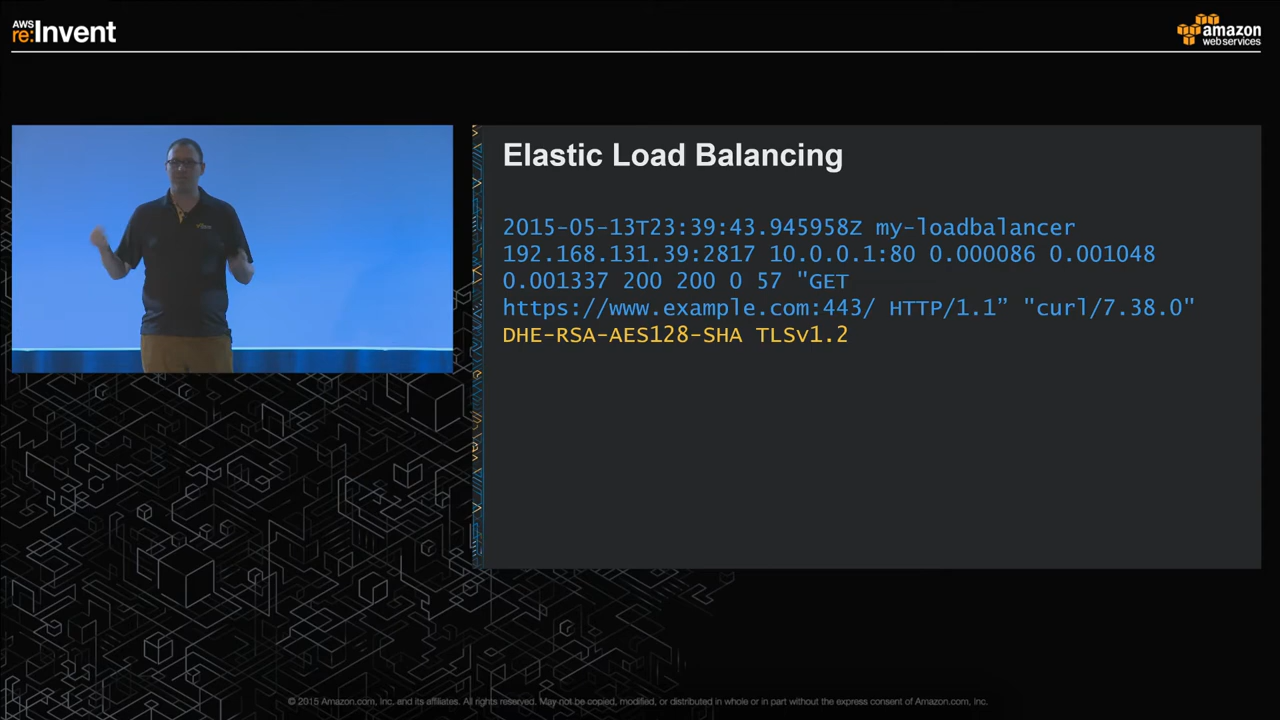 AWS
re:Invent
amazon
web services
Elastic Load Balancing
2015-05-13T23:39:43.945958Z my-loadbalancer
192.168.131.39:2817 10.0.0.1:80 0.000086 0.001048
0.001337 200 200 0 57 "GET
https://www.example.com:443/ HTTP/1.1” "curl/7.38.0"
DHE-RSA-AES128-SHA TLSv1.2
© 2015 Amazon.com, Inc. and its affiliates. All rights reserved. May not be copied, modified, or distributed in whole or in part without the express consent of Amazon.com, Inc.